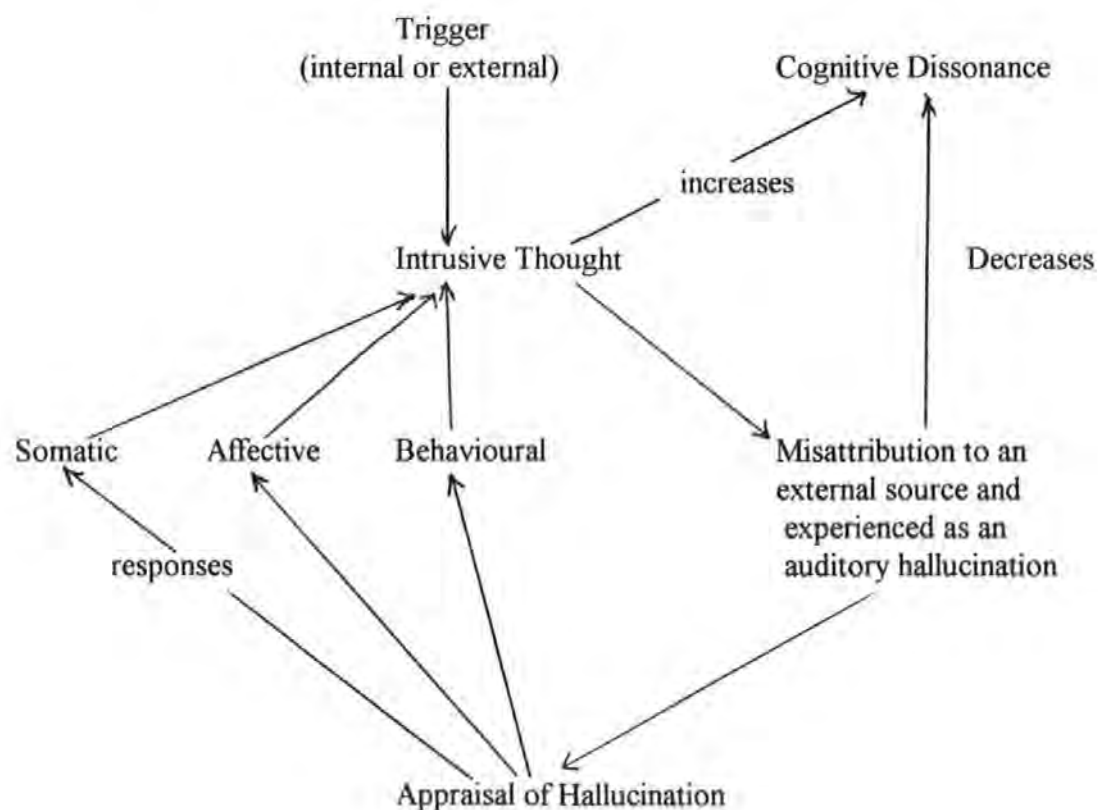 Trigger
(internal or external)
Cognitive Dissonance
increases
Intrusive Thought
Decreases
Somatic
Affective
Behavioural
Misattribution to an
external source and
experienced as an
auditory hallucination
responses
Appraisal of Hallucination